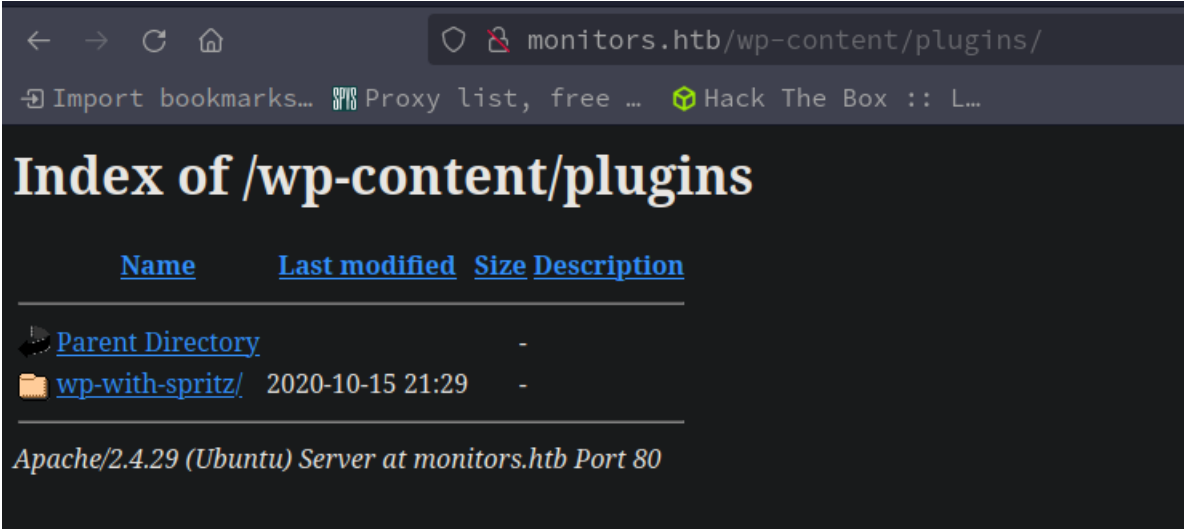 monitors.htb/wp-content/plugins/
Import bookmarks… SPYS Proxy list, free … Hack The Box :: L…
Index of /wp-content/plugins
Name Last modified Size Description
Parent Directory -
wp-with-spritz/ 2020-10-15 21:29 -
Apache/2.4.29 (Ubuntu) Server at monitors.htb Port 80